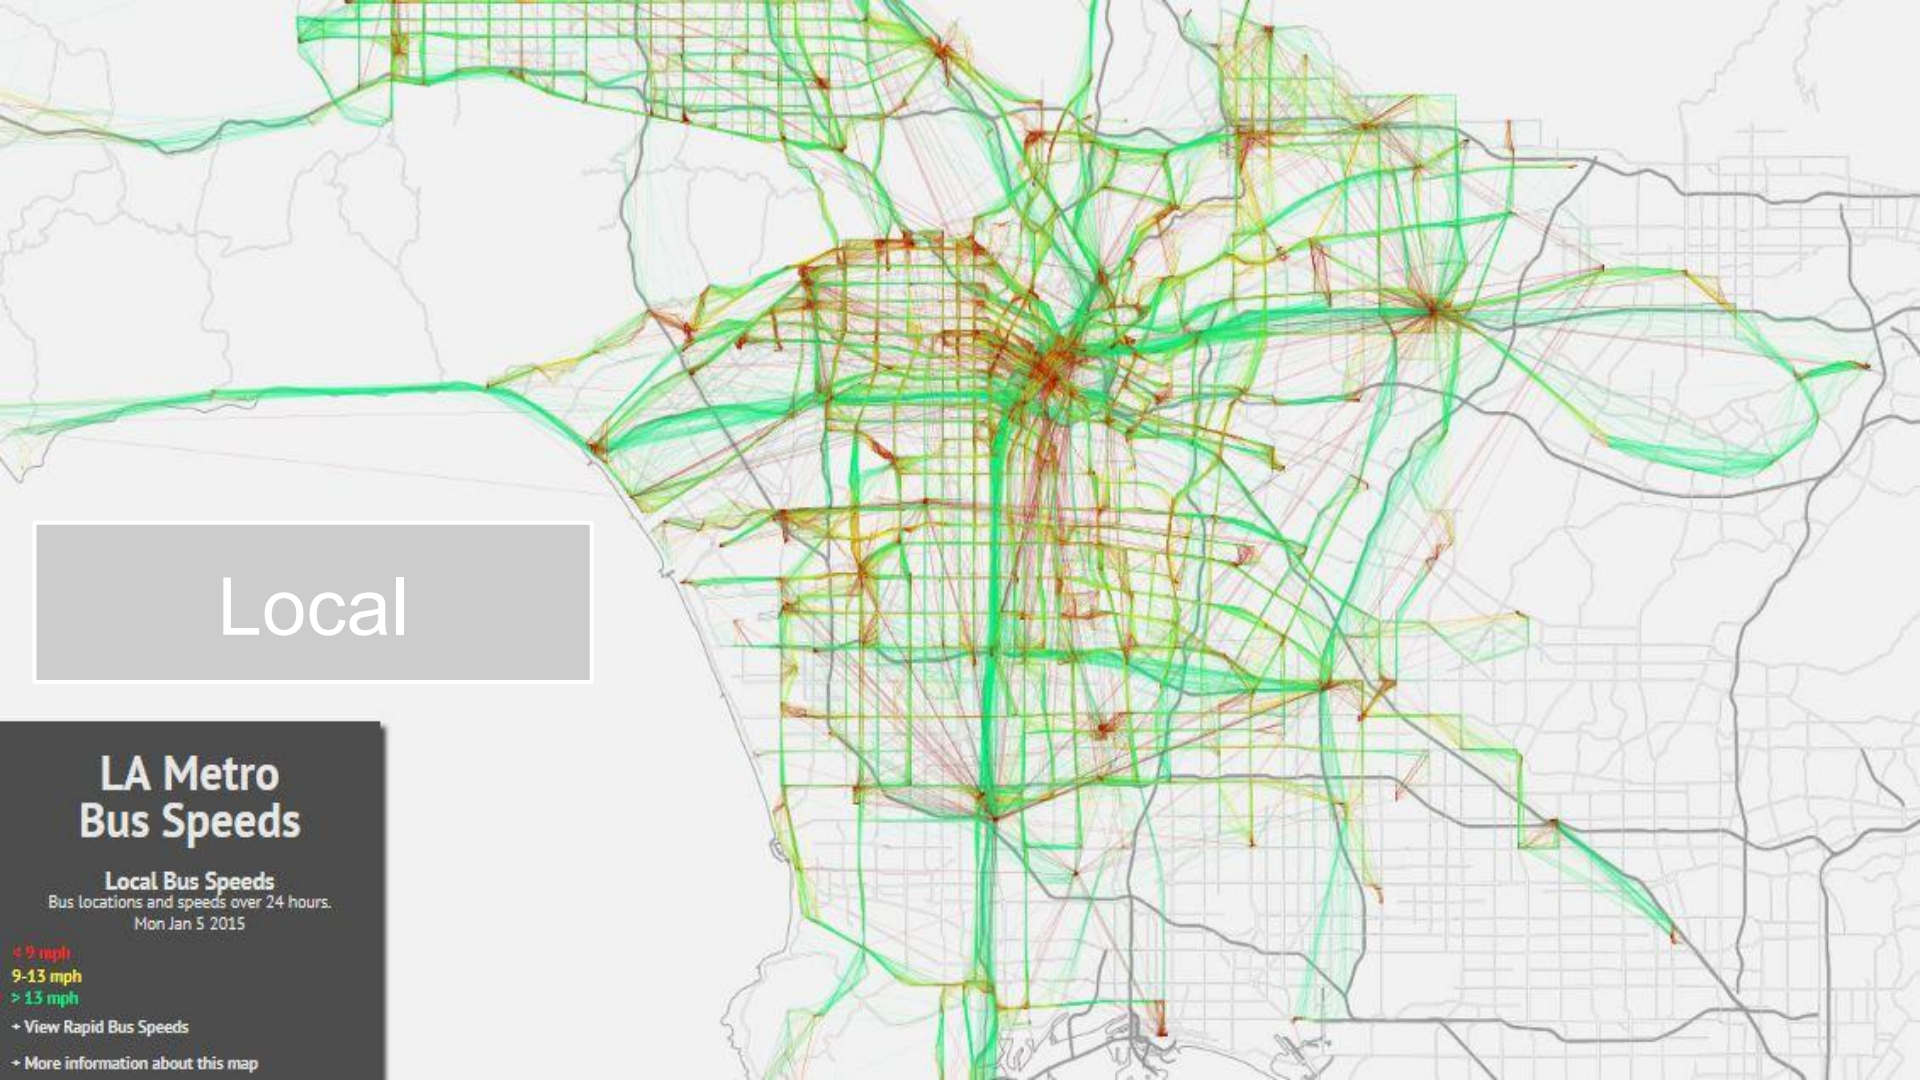 Local
LA Metro
Bus Speeds
Local Bus Speeds
Bus locations and speeds over 24 hours.
Mon Jan 5 2015
< 9 mph
9-13 mph
> 13 mph
+ View Rapid Bus Speeds
+ More information about this map